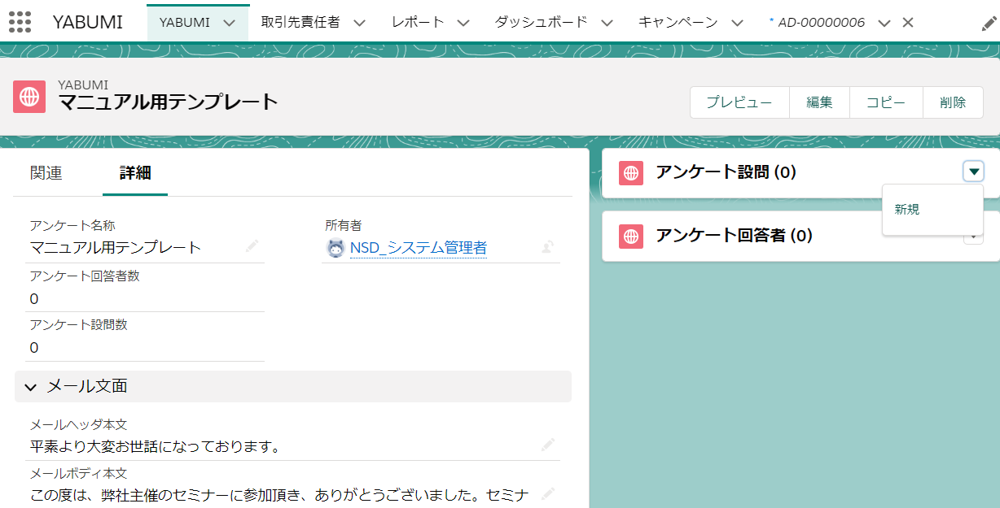 YABUMI
YABUMI
取引先責任者
レポート
ダッシュボード
キャンペーン
* AD-00000006
YABUMI
マニュアル用テンプレート
プレビュー
編集
コピー
削除
関連
詳細
アンケート名称
マニュアル用テンプレート
所有者
NSD_システム管理者
アンケート回答者数
0
アンケート設問数
0
メール文面
メールヘッダ本文
平素より大変お世話になっております。
メールボディ本文
この度は、弊社主催のセミナーに参加頂き、ありがとうございました。セミナ
アンケート設問 (0)
新規
アンケート回答者 (0)